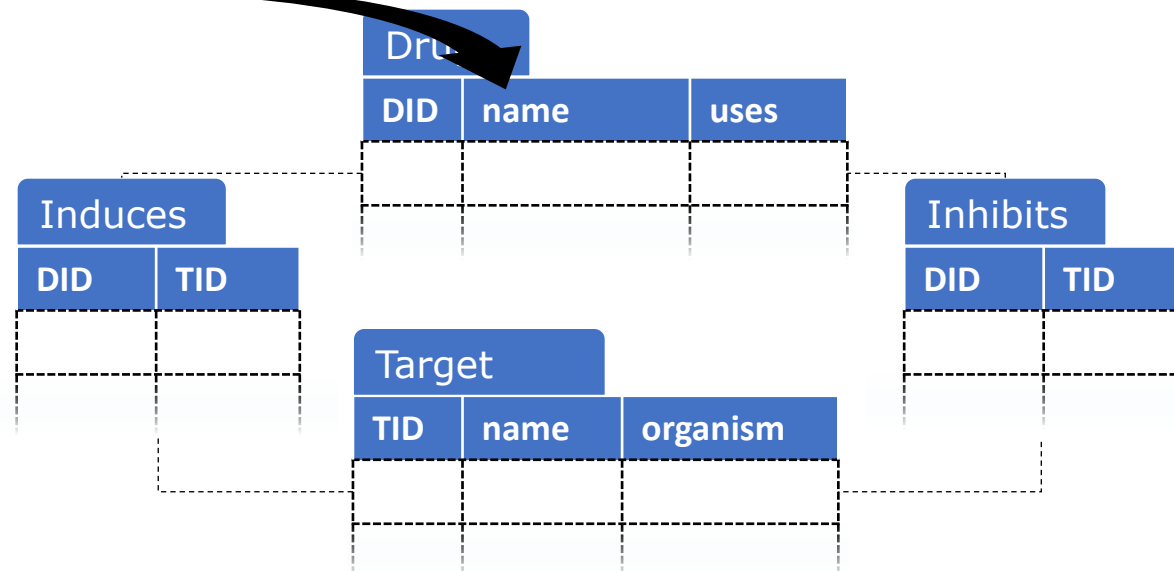 DID name uses
Induces
Inhibits
DID TID
DID TID
Target
TID name organism